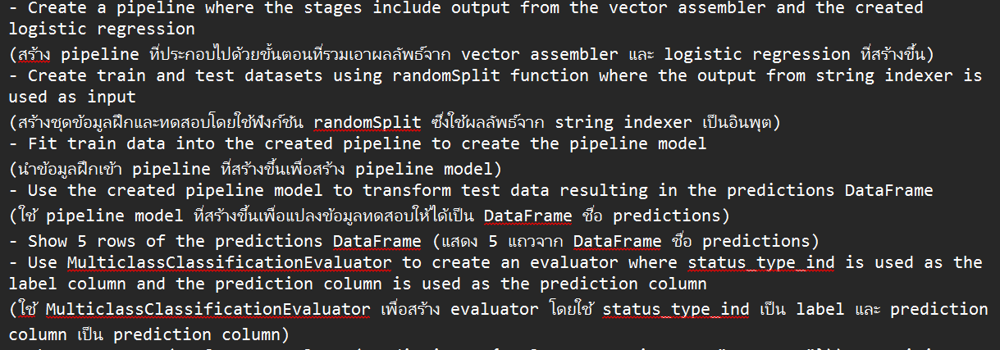 - Create a pipeline where the stages include output from the vector assembler and the created
logistic regression
(สร้าง pipeline ที่ประกอบไปด้วยขั้นตอนที่รวมเอาผลลัพธ์จาก vector assembler และ logistic regression ที่สร้างขึ้น)
- Create train and test datasets using randomSplit function where the output from string indexer is
used as input
(สร้างชุดข้อมูลฝึกและทดสอบโดยใช้ฟังก์ชัน randomSplit ซึ่งใช้ผลลัพธ์จาก string indexer เป็นอินพุต)
- Fit train data into the created pipeline to create the pipeline model
(นำข้อมูลฝึกเข้า pipeline ที่สร้างขึ้นเพื่อสร้าง pipeline model)
- Use the created pipeline model to transform test data resulting in the predictions DataFrame
(ใช้ pipeline model ที่สร้างขึ้นเพื่อแปลงข้อมูลทดสอบให้ได้เป็น DataFrame ชื่อ predictions)
- Show 5 rows of the predictions DataFrame (แสดง 5 แถวจาก DataFrame ชื่อ predictions)
- Use MulticlassClassificationEvaluator to create an evaluator where status_type_ind is used as the
label column and the prediction column is used as the prediction column
(ใช้ MulticlassClassificationEvaluator เพื่อสร้าง evaluator โดยใช้ status_type_ind เป็น label และ prediction
column เป็น prediction column)